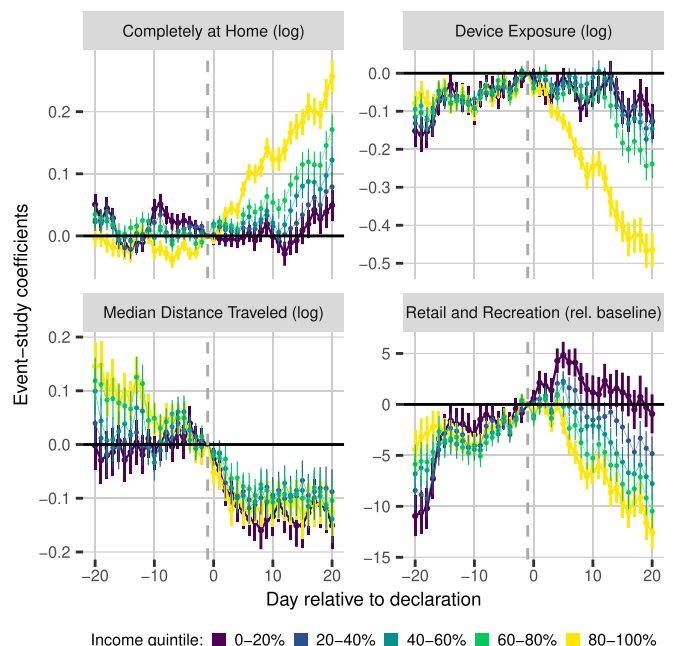 Completely at Home (log)
Device Exposure (log)
0.2
0.1
0.0
0.0
−0.1
−0.2
−0.3
−0.4
−0.5
Event−study coefficients
Median Distance Traveled (log)
Retail and Recreation (rel. baseline)
0.2
0.1
0.0
−0.1
−0.2
5
0
−5
−10
−15
−20 −10 0 10 20
−20 −10 0 10 20
Day relative to declaration
Income quintile: 0−20% 20−40% 40−60% 60−80% 80−100%